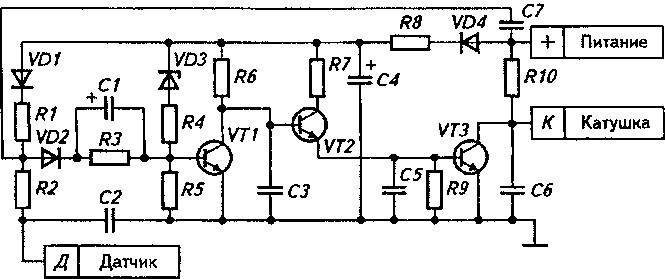 C7
R8
VD4
+ Питание
VD1
C1
+
VD3
R6
R7
+
C4
R10
R1
VD2
R3
R4
VT1
VT2
VT3
К Катушка
R2
C2
R5
C3
C5
R9
C6
Д Датчик